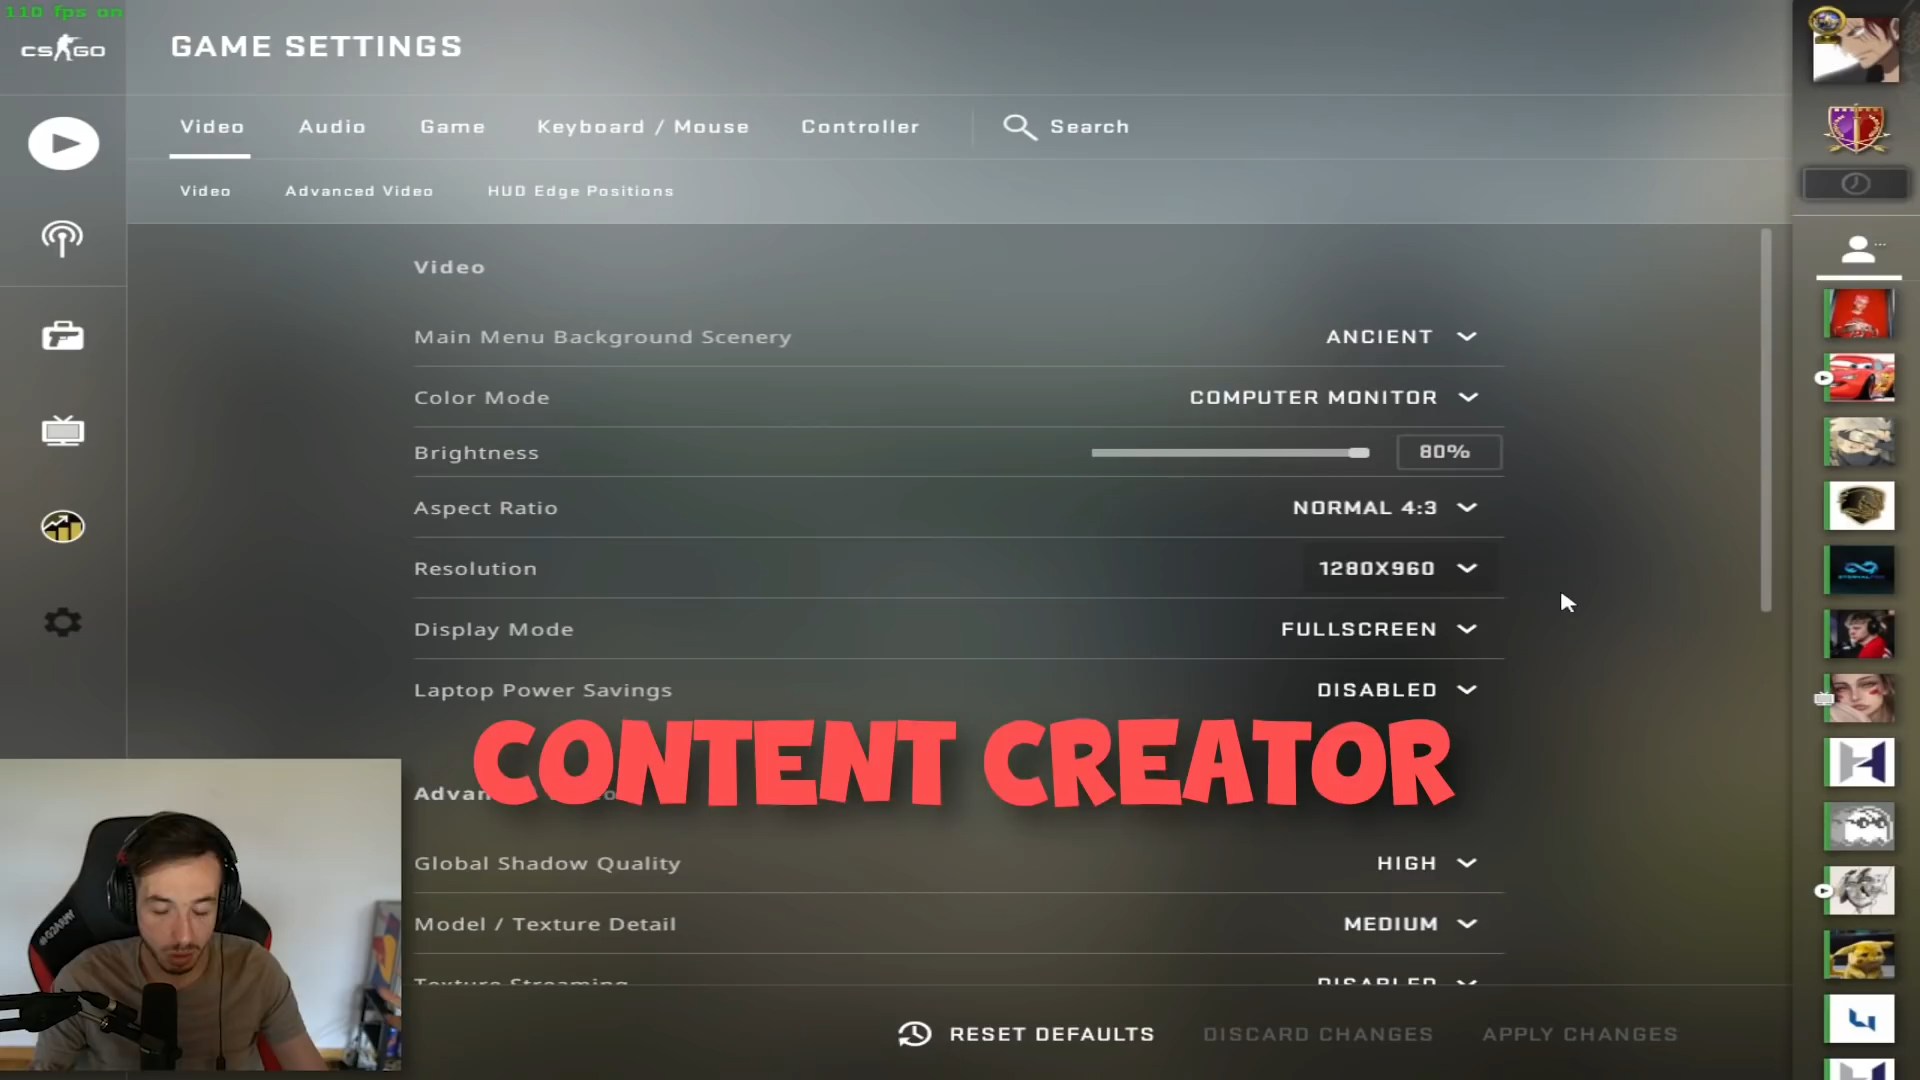 110 fps on
CS GO
GAME SETTINGS
Video Audio Game Keyboard / Mouse Controller Search
Video Advanced Video HUD Edge Positions
Video
Main Menu Background Scenery ANCIENT
Color Mode COMPUTER MONITOR
Brightness 80%
Aspect Ratio NORMAL 4:3
Resolution 1280X960
Display Mode FULLSCREEN
Laptop Power Savings DISABLED
CONTENT CREATOR
Global Shadow Quality HIGH
Model / Texture Detail MEDIUM
Texture Streaming DISABLED
RESET DEFAULTS DISCARD CHANGES APPLY CHANGES